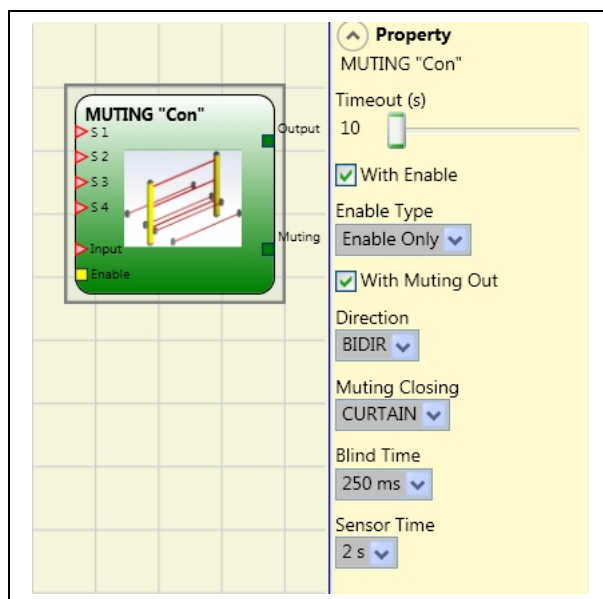 MUTING "Con"
S 1
S 2
S 3
S 4
Input
Enable
Output
Muting
Property
MUTING "Con"
Timeout (s)
10
With Enable
Enable Type
Enable Only
With Muting Out
Direction
BIDIR
Muting Closing
CURTAIN
Blind Time
250 ms
Sensor Time
2 s